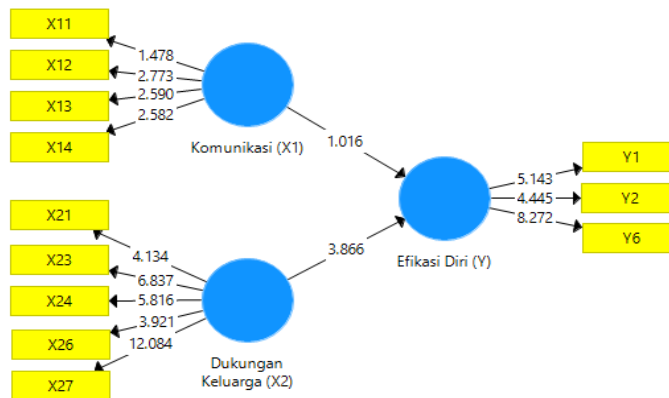 X11
X12
X13
X14
1.478
2.773
2.590
2.582
Komunikasi (X1)
1.016
X21
X23
X24
X26
X27
4.134
6.837
5.816
3.921
12.084
Dukungan
Keluarga (X2)
3.866
Efikasi Diri (Y)
5.143
4.445
8.272
Y1
Y2
Y6